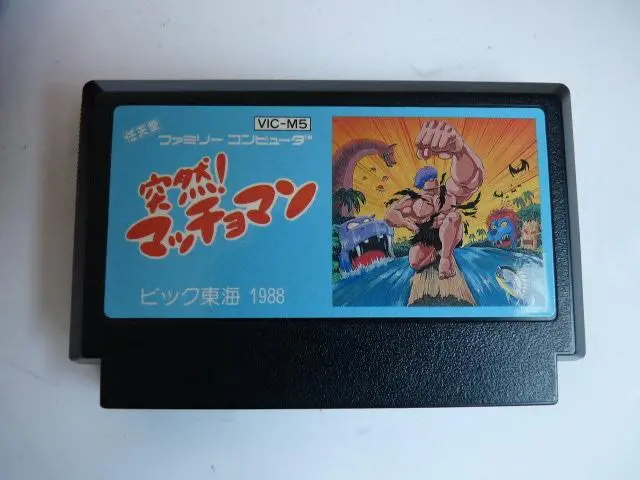 VIC-M5
任天堂 ファミリー コンピュータ
突然!
マッチョマン
ビック東海 1988